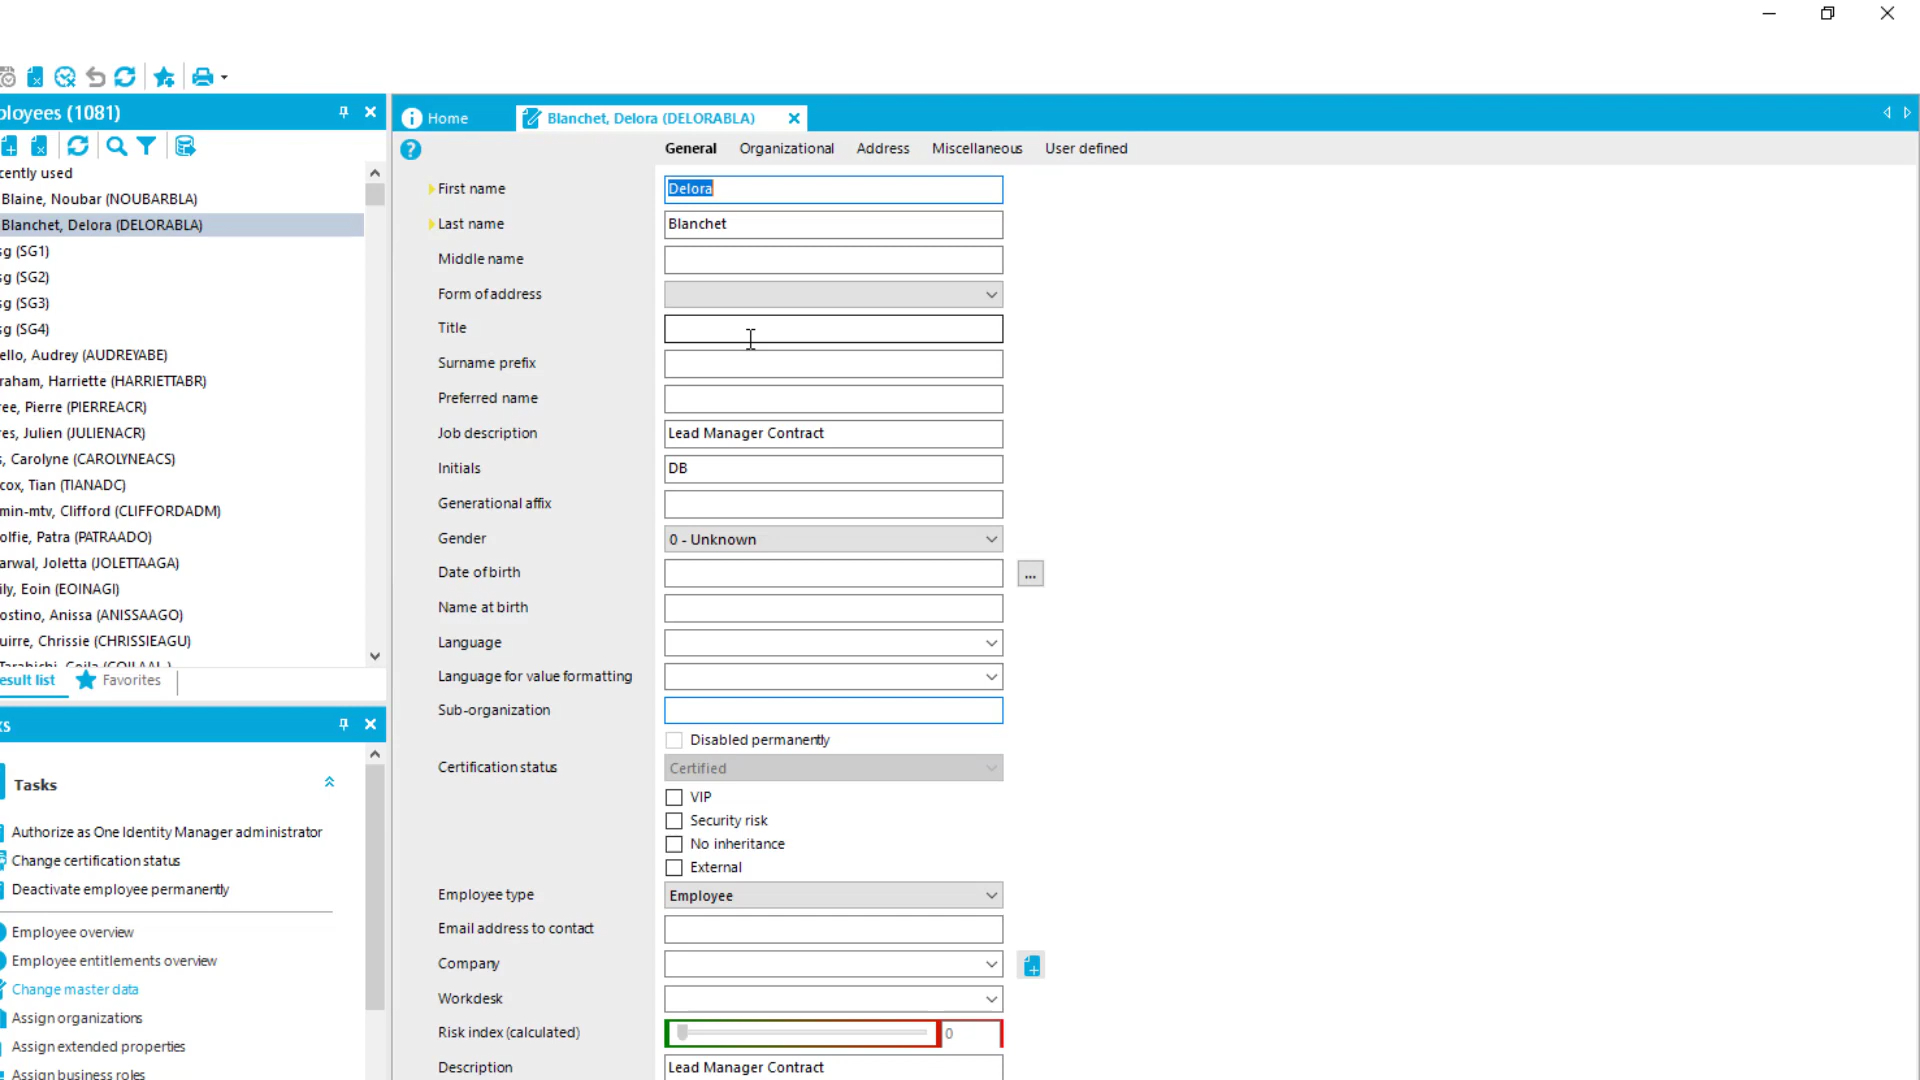 ployees (1081)
cently used
Blaine, Noubar (NOUBARBLA)
Blanchet, Delora (DELORABLA)
sg (SG1)
sg (SG2)
sg (SG3)
sg (SG4)
ello, Audrey (AUDREYABE)
raham, Harriette (HARRIETTABR)
ree, Pierre (PIERREACR)
res, Julien (JULIENACR)
s, Carolyne (CAROLYNEACS)
cox, Tian (TIANADC)
min-mtv, Clifford (CLIFFORDADM)
olfie, Patra (PATRAADO)
arwal, Joletta (JOLETTAAGA)
ily, Eoin (EOINAGI)
ostino, Anissa (ANISSAAGO)
uirre, Chrissie (CHRISSIEAGU)
esult list Favorites
ks
Tasks
Authorize as One Identity Manager administrator
Change certification status
Deactivate employee permanently
Employee overview
Employee entitlements overview
Change master data
Assign organizations
Assign extended properties
Assign business roles
Home Blanchet, Delora (DELORABLA)
General Organizational Address Miscellaneous User defined
First name Delora
Last name Blanchet
Middle name
Form of address
Title
Surname prefix
Preferred name
Job description Lead Manager Contract
Initials DB
Generational affix
Gender 0 - Unknown
Date of birth ...
Name at birth
Language
Language for value formatting
Sub-organization
Disabled permanently
Certification status Certified
VIP
Security risk
No inheritance
External
Employee type Employee
Email address to contact
Company
Workdesk
Risk index (calculated) 0
Description Lead Manager Contract